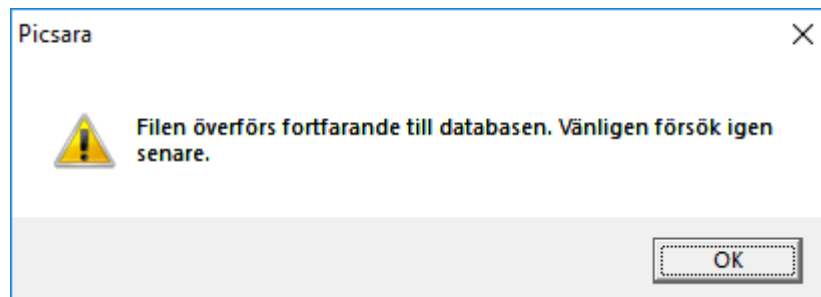 Picsara
Filen överförs fortfarande till databasen. Vänligen försök igen
senare.
OK